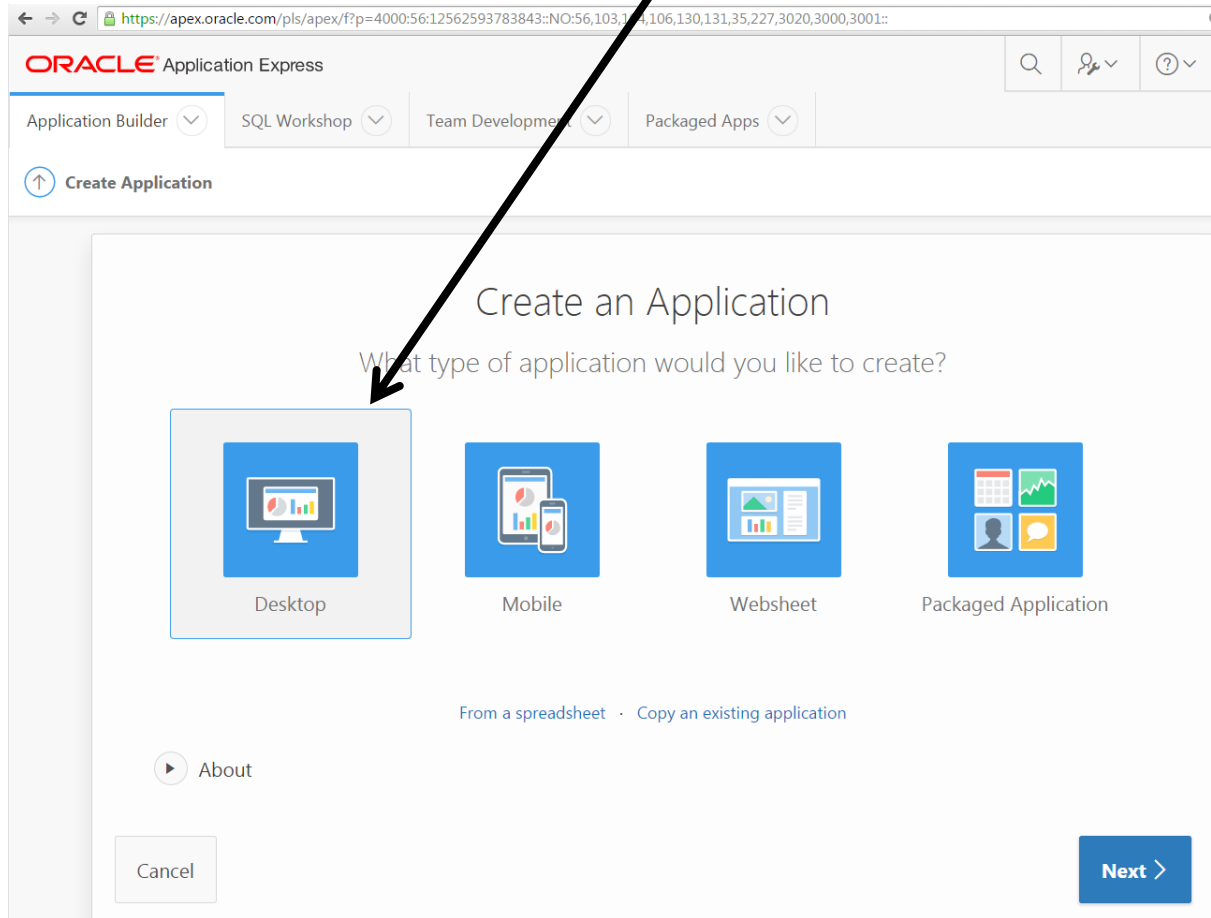 https://apex.oracle.com/pls/apex/f?p=4000:56:12562593783843::NO:56,103,104,106,130,131,35,227,3020,3000,3001::
ORACLE Application Express
Application Builder SQL Workshop Team Development Packaged Apps
Create Application
Create an Application
What type of application would you like to create?
Desktop Mobile Websheet Packaged Application
From a spreadsheet · Copy an existing application
About
Cancel Next